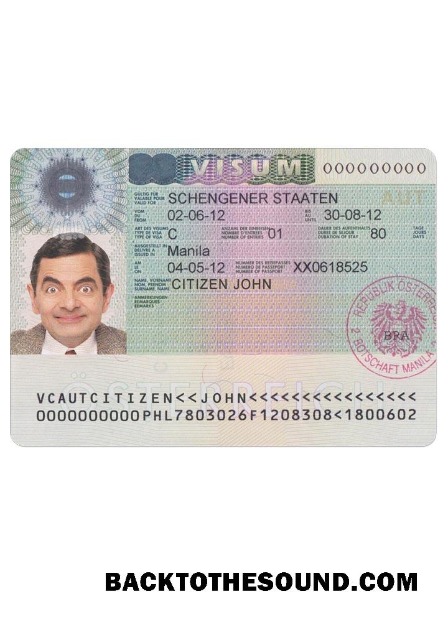 VISUM 000000000
GÜLTIG FÜR
VALABLE POUR
VALID FOR
SCHENGENER STAATEN
AUT
VOM
DU
FROM
02-06-12
BIS
AU
UNTIL
30-08-12
ART DES VISUMS
TYPE DE VISA
TYPE OF VISA
C
ANZAHL DER EINREISEN
NOMBRE D'ENTRÉES
NUMBER OF ENTRIES
01
DAUER DES AUFENTHALTS
DURÉE DE SÉJOUR
DURATION OF STAY
80
TAGE
JOURS
DAYS
AUSGESTELLT IN
DÉLIVRÉ À
ISSUED IN
Manila
AM
LE
ON
04-05-12
NUMMER DES REISEPASSES
NUMÉRO DE PASSEPORT
NUMBER OF PASSPORT
XX0618525
NAME, VORNAME
NOM, PRÉNOM
SURNAME, NAME
CITIZEN JOHN
ANMERKUNGEN
REMARQUES
REMARKS
REPUBLIK ÖSTERR
BPA
2 BOTSCHAFT MANILA
ÖSTERREICH
VCAUTCITIZEN<<JOHN<<<<<<<<<<<<<<<<
0000000000PHL7803026F1208308<1800602
BACKTOTHESOUND.COM